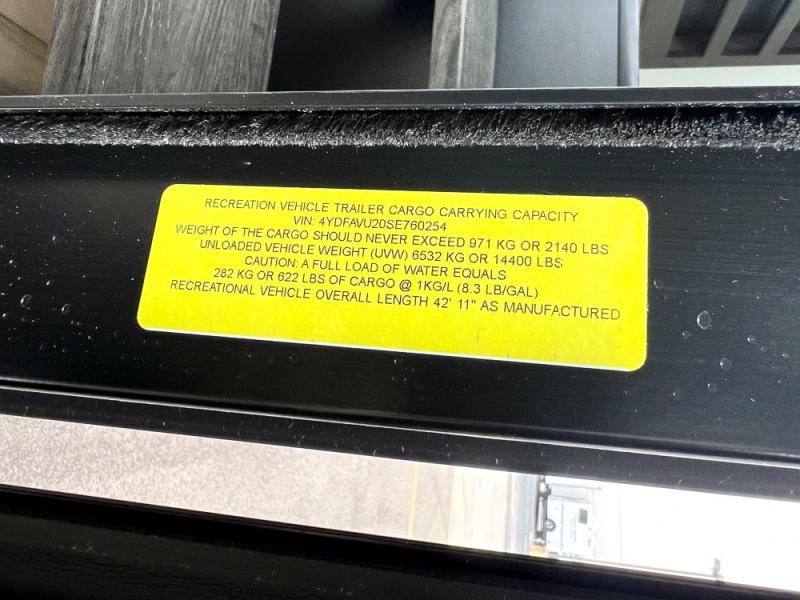 RECREATION VEHICLE TRAILER CARGO CARRYING CAPACITY
VIN: 4YDFAVU20SE760254
WEIGHT OF THE CARGO SHOULD NEVER EXCEED 971 KG OR 2140 LBS
UNLOADED VEHICLE WEIGHT (UVW) 6532 KG OR 14400 LBS
CAUTION: A FULL LOAD OF WATER EQUALS
282 KG OR 622 LBS OF CARGO @ 1KG/L (8.3 LB/GAL)
RECREATIONAL VEHICLE OVERALL LENGTH 42' 11" AS MANUFACTURED